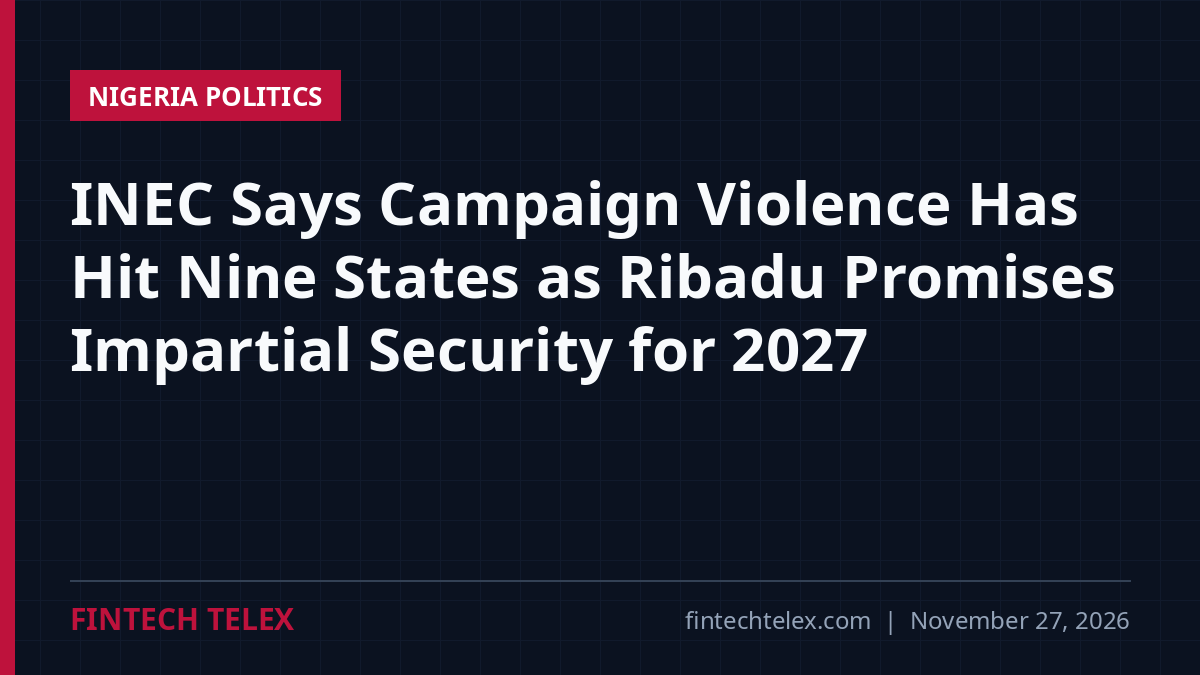 NIGERIA POLITICS
INEC Says Campaign Violence Has
Hit Nine States as Ribadu Promises
Impartial Security for 2027
FINTECH TELEX
fintechtelex.com | November 27, 2026